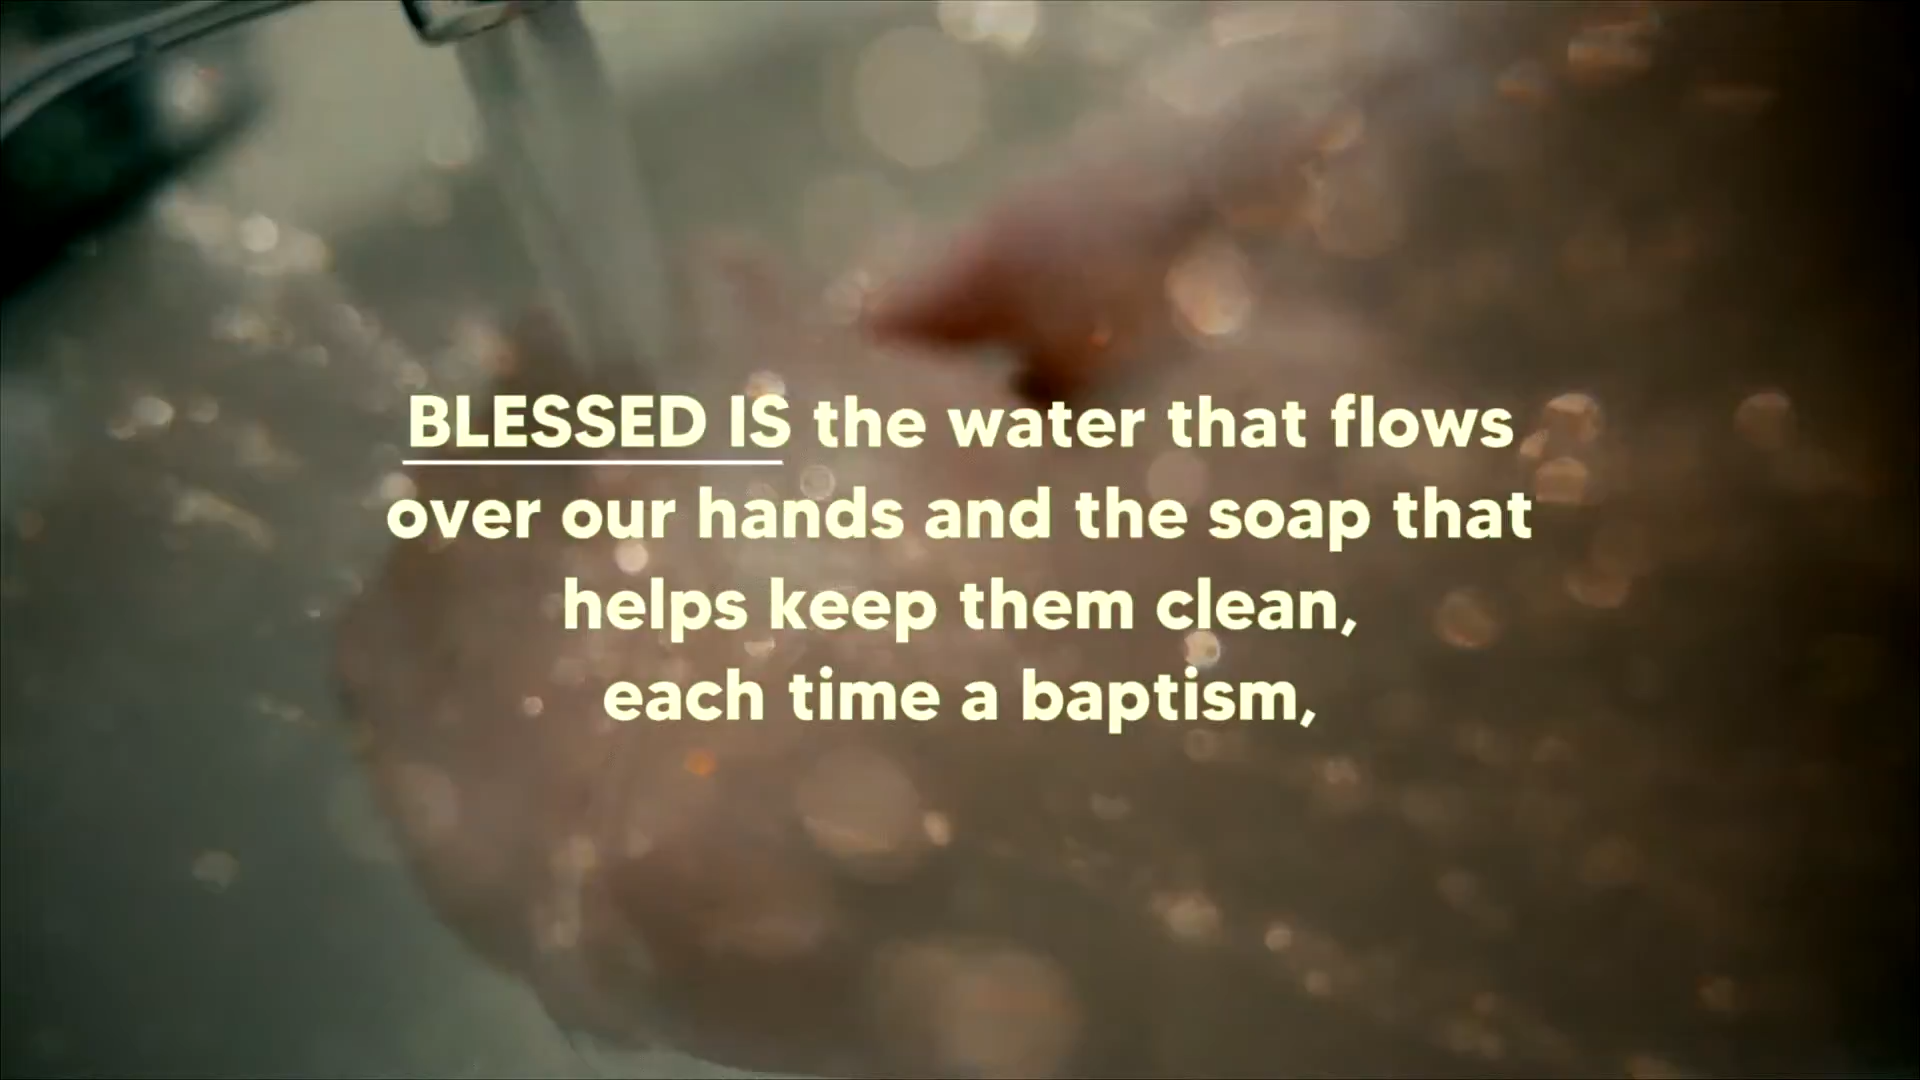 BLESSED IS the water that flows
over our hands and the soap that
helps keep them clean,
each time a baptism,